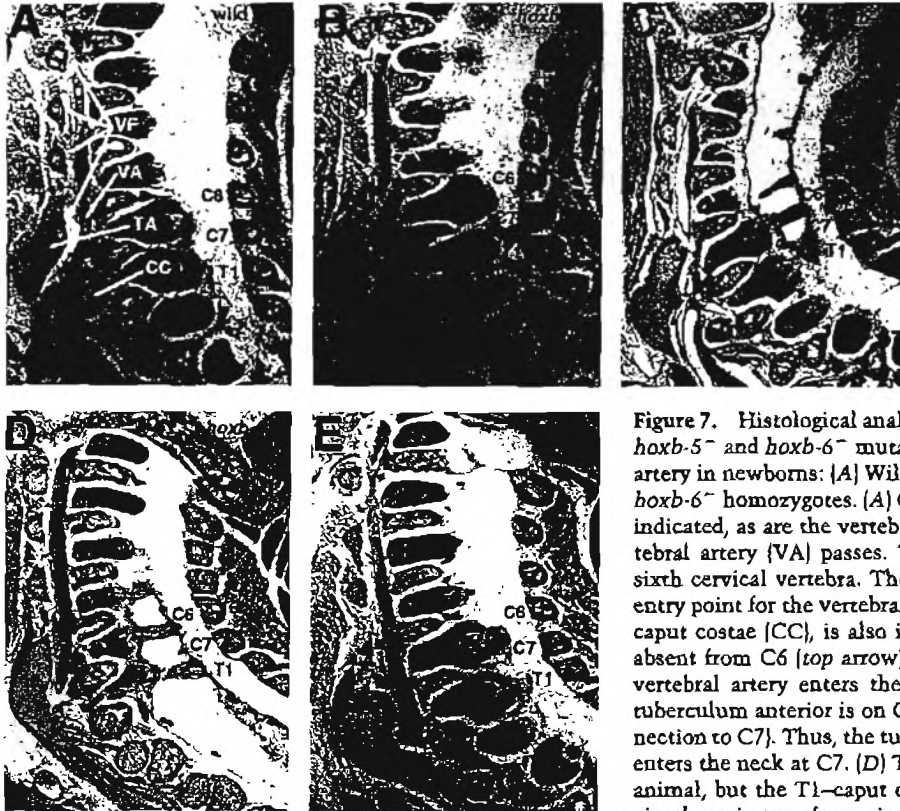 A
wild
VF
VA
TA
CC
C6
C7
T1
B
hoxb
C6
C
T1
D
hoxb
C6
C7
T1
E
C6
C7
T1
Figure 7. Histological anal
hoxb-5⁻ and hoxb-6⁻ muta
artery in newborns: (A) Wil
hoxb-6⁻ homozygotes. (A)
indicated, as are the verteb
tebral artery (VA) passes.
sixth cervical vertebra. The
entry point for the vertebra
caput costae (CC), is also i
absent from C6 (top arrow)
vertebral artery enters the
tuberculum anterior is on C
nection to C7). Thus, the tu
enters the neck at C7. (D) T
animal, but the T1–caput c